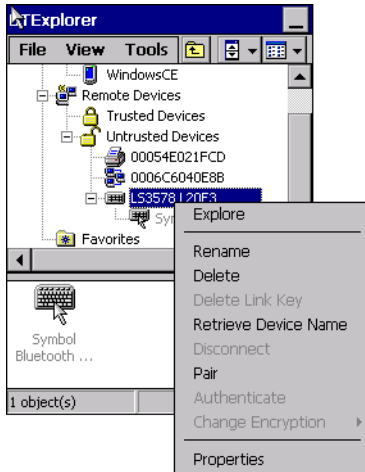 BTExplorer
File View Tools
WindowsCE
Remote Devices
Trusted Devices
Untrusted Devices
00054E021FCD
0006C6040E8B
LS3578 L20F3
Sym
Favorites
Explore
Rename
Delete
Delete Link Key
Retrieve Device Name
Disconnect
Pair
Authenticate
Change Encryption
Properties
Symbol
Bluetooth ...
1 object(s)